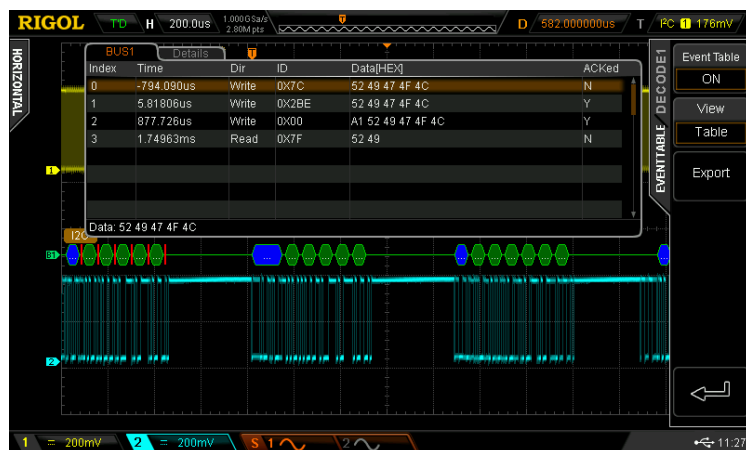 RIGOL T'D H 200.0us 1.000GSa/s 2.80M pts D 582.000000us T I²C 1 176mV
HORIZONTAL
BUS1 Details
Index Time Dir ID Data[HEX] ACKed
0 -794.090us Write 0X7C 52 49 47 4F 4C N
1 5.81806us Write 0X2BE 52 49 47 4F 4C Y
2 877.726us Write 0X00 A1 52 49 47 4F 4C Y
3 1.74963ms Read 0X7F 52 49 N
Data: 52 49 47 4F 4C
DECODE1
EVENTTABLE
Event Table
ON
View
Table
Export
T
1
I2C
B1
2
1 = 200mV 2 = 200mV S 1 2 11:27